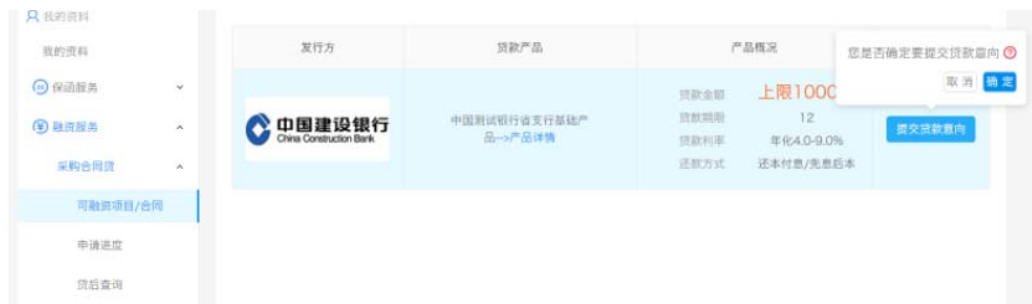 我的资料
我的资料
保函服务
融资服务
采购合同贷
可融资项目/合同
申请进度
贷后查询
发行方
贷款产品
产品概况
中国建设银行
China Construction Bank
中国测试银行省支行基础产
品-->产品详情
贷款金额 上限1000
贷款期限 12
贷款利率 年化4.0-9.0%
还款方式 还本付息/先息后本
您是否确定要提交贷款意向
取 消 确 定
提交贷款意向